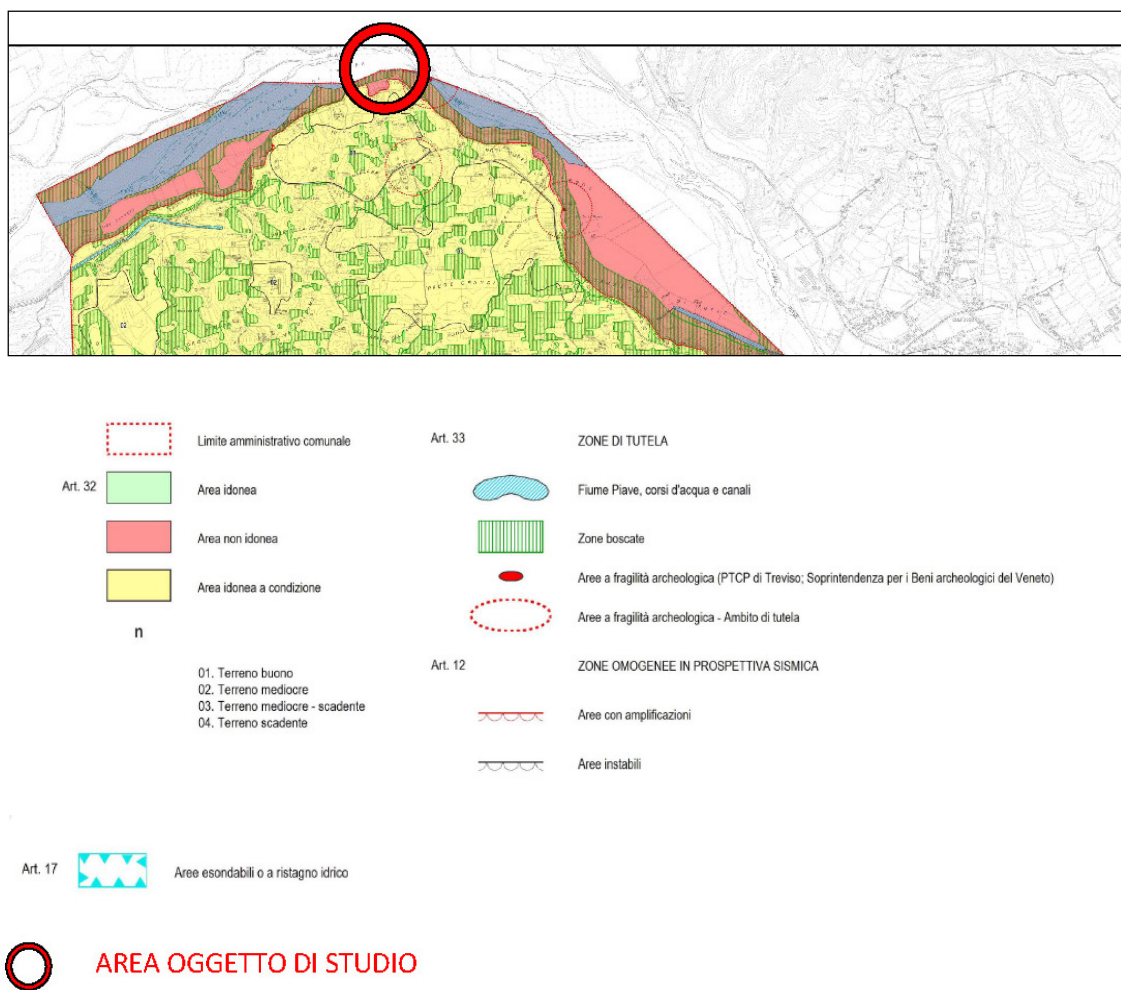 02
02
01
Limite amministrativo comunale
Art. 32
Area idonea
Area non idonea
Area idonea a condizione
n
01. Terreno buono
02. Terreno mediocre
03. Terreno mediocre - scadente
04. Terreno scadente
Art. 33
ZONE DI TUTELA
Fiume Piave, corsi d'acqua e canali
Zone boscate
Aree a fragilità archeologica (PTCP di Treviso; Soprintendenza per i Beni archeologici del Veneto)
Aree a fragilità archeologica - Ambito di tutela
Art. 12
ZONE OMOGENEE IN PROSPETTIVA SISMICA
Aree con amplificazioni
Aree instabili
Art. 17
Aree esondabili o a ristagno idrico
AREA OGGETTO DI STUDIO